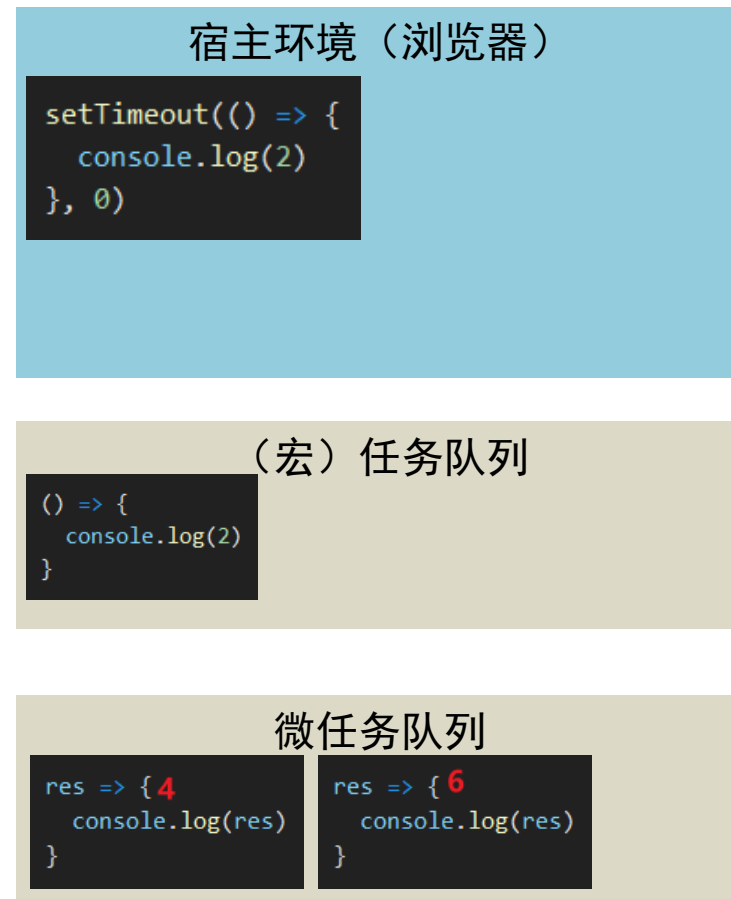 宿主环境（浏览器）
setTimeout(() => {
  console.log(2)
}, 0)
（宏）任务队列
() => {
  console.log(2)
}
微任务队列
res => { 4
  console.log(res)
}
res => { 6
  console.log(res)
}